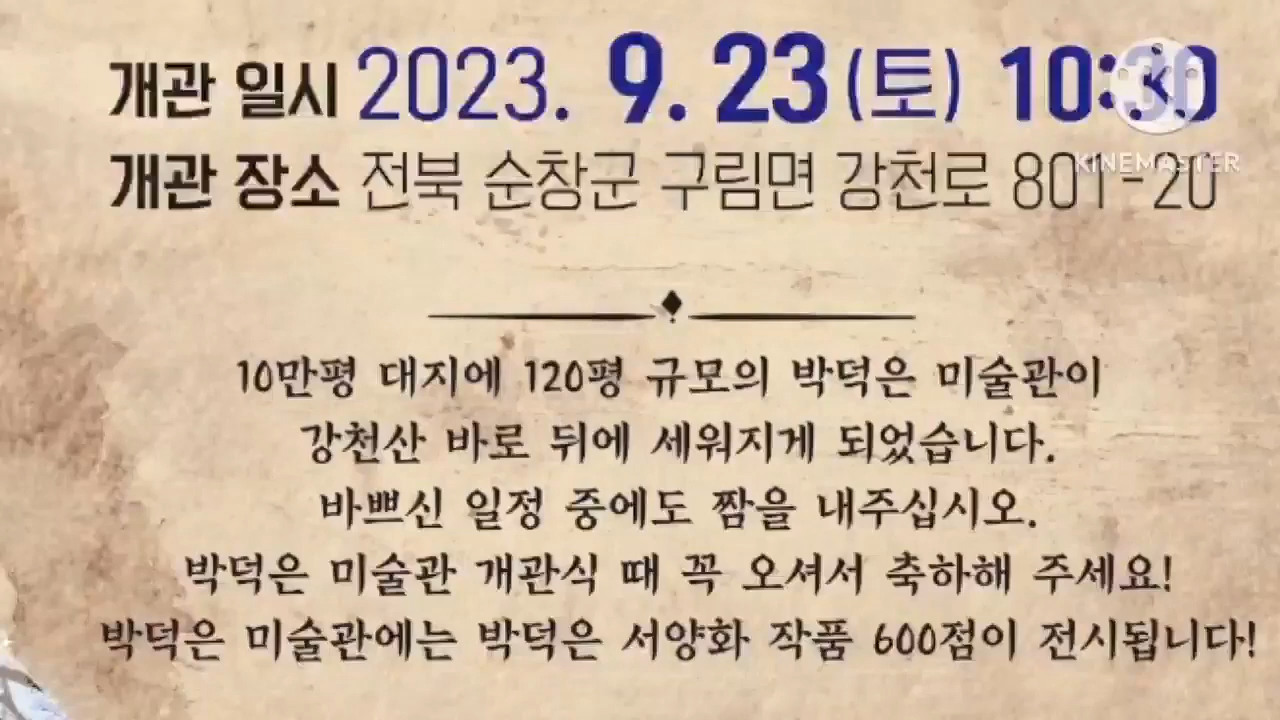 개관 일시 2023. 9. 23 (토) 10:30
KINEMASTER
개관 장소 전북 순창군 구림면 강천로 801-20
10만평 대지에 120평 규모의 박덕은 미술관이
강천산 바로 뒤에 세워지게 되었습니다.
바쁘신 일정 중에도 짬을 내주십시오.
박덕은 미술관 개관식 때 꼭 오셔서 축하해 주세요!
박덕은 미술관에는 박덕은 서양화 작품 600점이 전시됩니다!